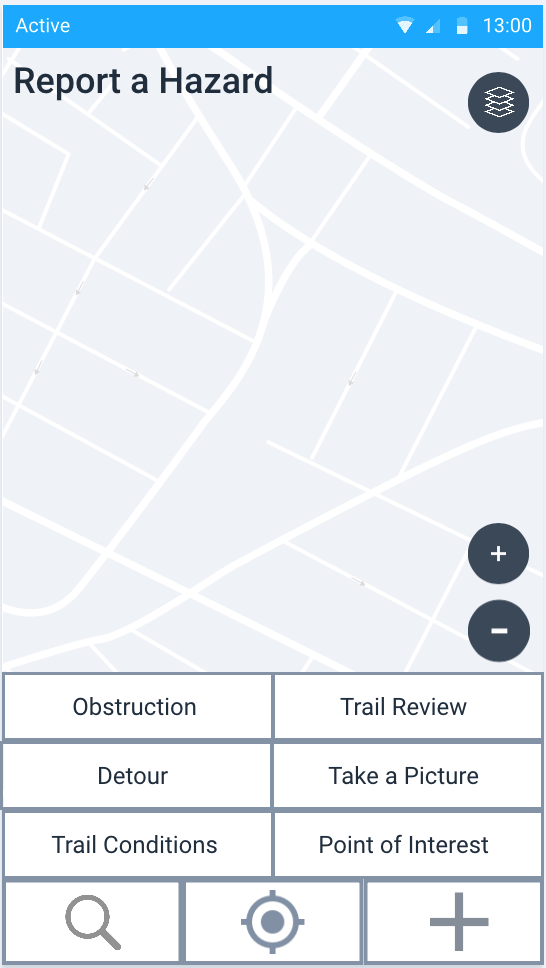 Active 13:00
Report a Hazard
Obstruction Trail Review
Detour Take a Picture
Trail Conditions Point of Interest